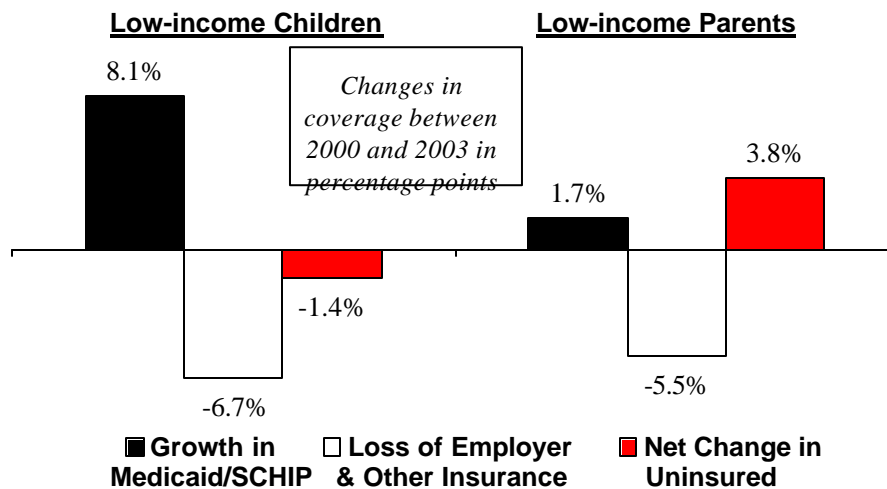 Low-income Children
Low-income Parents
8.1%
Changes in
coverage between
2000 and 2003 in
percentage points
3.8%
1.7%
-1.4%
-5.5%
-6.7%
Growth in
Medicaid/SCHIP
Loss of Employer
& Other Insurance
Net Change in
Uninsured